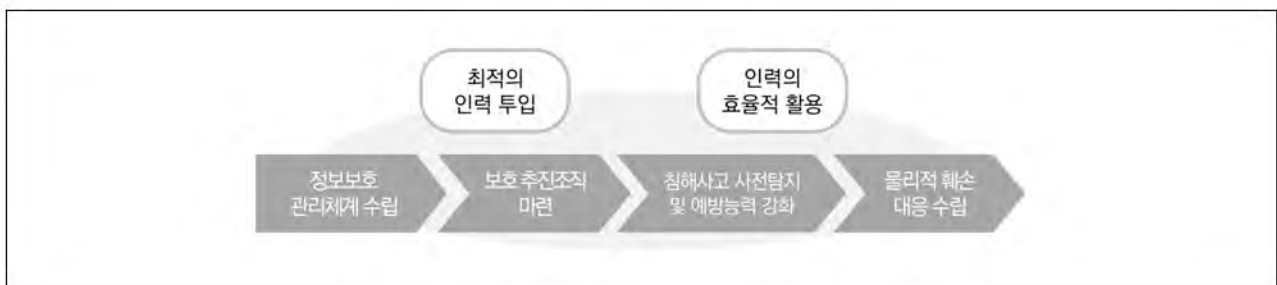 최적의
인력 투입
인력의
효율적 활용
정보보호
관리체계 수립
보호 추진조직
마련
침해사고 사전탐지
및 예방능력 강화
물리적 훼손
대응 수립